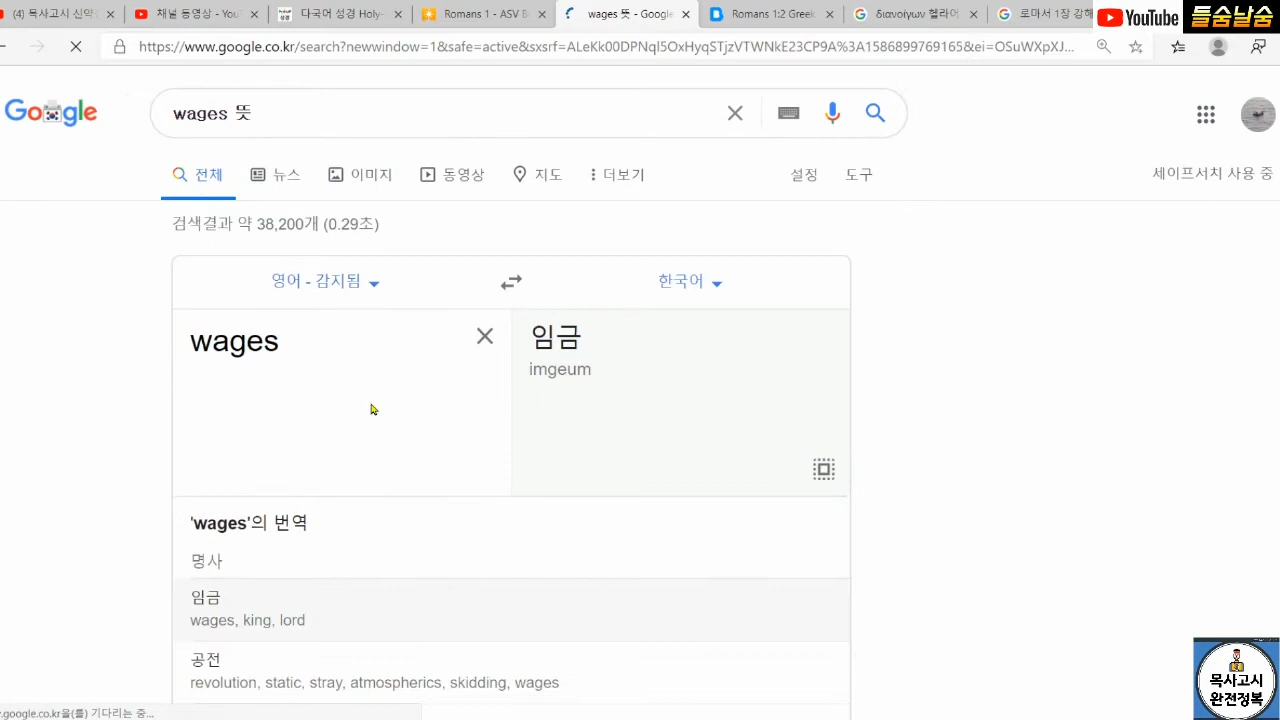 (4) 목사고시 신약
채널 동영상 - You
다국어 성경 Holy-
Romans
wages 뜻 - Google
Romans 2 Greek
διανοίγων 헬라어
로마서 1장 강해
YouTube
들숨날숨
https://www.google.co.kr/search?newwindow=1&safe=active&sxsrf=ALeKk00DPNqI5OxHyqSTjzVTWNkE23CP9A%3A1586899769165&ei=OSuWXpXJ...
Google
wages 뜻
전체
뉴스
이미지
동영상
지도
더보기
설정
도구
세이프서치 사용 중
검색결과 약 38,200개 (0.29초)
영어 - 감지됨
한국어
wages
임금
imgeum
'wages'의 번역
명사
임금
wages, king, lord
공전
revolution, static, stray, atmospherics, skidding, wages
.google.co.kr을(를) 기다리는 중...
목사고시
완전정복